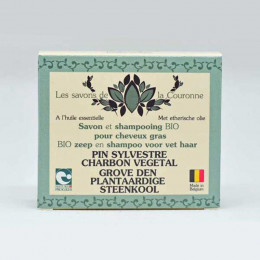 Les savons de la Couronne
A l'huile essentielle Met etherische olie
Savon et shampooing BIO
pour cheveux gras
BIO zeep en shampoo voor vet haar
PIN SYLVESTRE
CHARBON VEGETAL
GROVE DEN
PLANTAARDIGE
STEENKOOL
Made in
Belgium